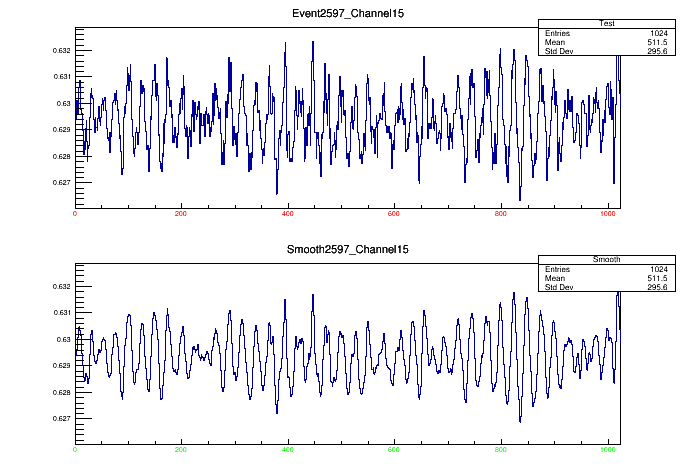 Event2597_Channel15
Test
Entries 1024
Mean 511.5
Std Dev 295.6
0.632
0.631
0.63
0.629
0.628
0.627
0 200 400 600 800 1000
Smooth2597_Channel15
Smooth
Entries 1024
Mean 511.5
Std Dev 295.6
0.632
0.631
0.63
0.629
0.628
0.627
0 200 400 600 800 1000